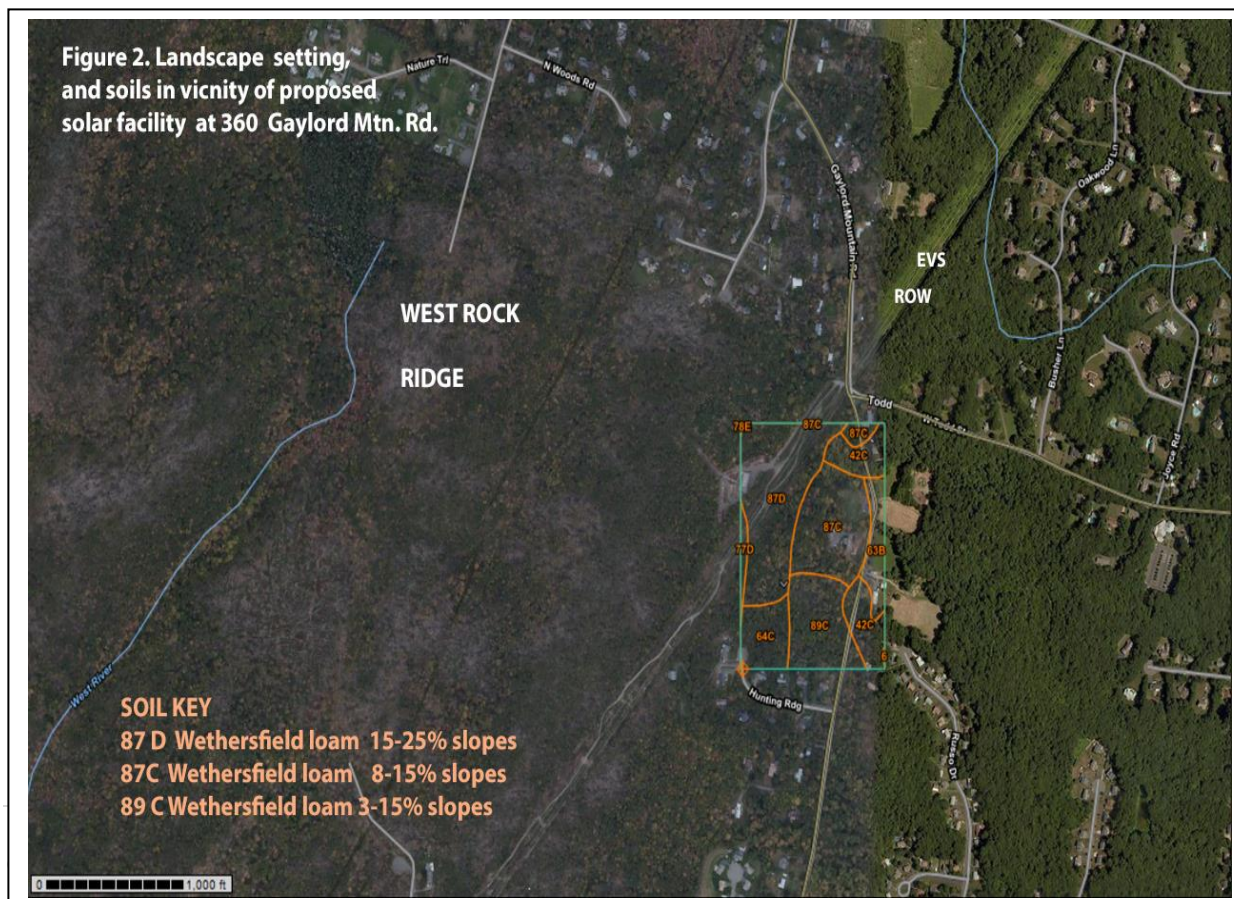 Figure 2. Landscape setting,
and soils in vicnity of proposed
solar facility at 360 Gaylord Mtn. Rd.
Nature Trl
N Woods Rd
Gaylord Mountain Rd
Oakwood Ln
EVS
ROW
WEST ROCK
RIDGE
Busher Ln
Todd
W Todd St
Joyce Rd
78E
87C
87C
42C
87D
87C
77D
63B
64C
89C
42C
6
Hunting Rdg
Russo Dr
West River
SOIL KEY
87 D Wethersfield loam 15-25% slopes
87C Wethersfield loam 8-15% slopes
89 C Wethersfield loam 3-15% slopes
0 1,000 ft